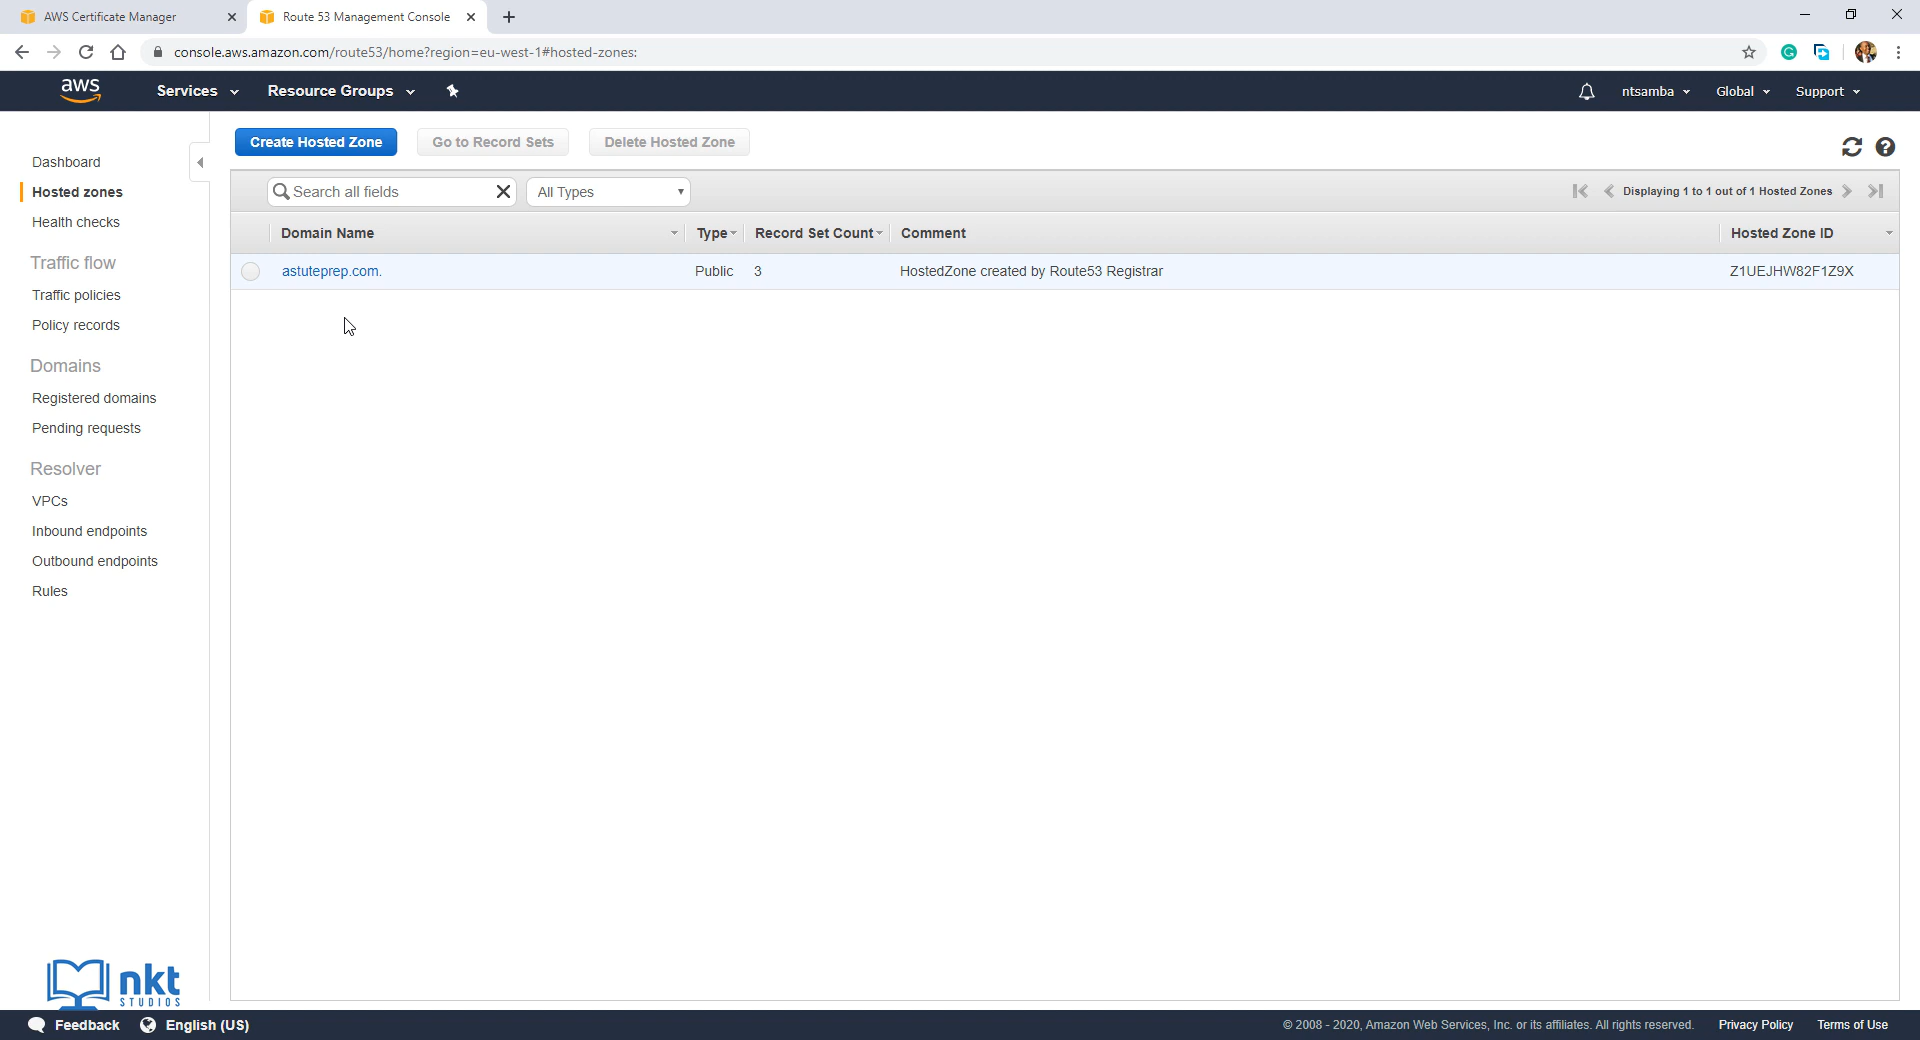 AWS Certificate Manager
Route 53 Management Console
console.aws.amazon.com/route53/home?region=eu-west-1#hosted-zones:
aws
Services
Resource Groups
ntsamba
Global
Support
Dashboard
Hosted zones
Health checks
Traffic flow
Traffic policies
Policy records
Domains
Registered domains
Pending requests
Resolver
VPCs
Inbound endpoints
Outbound endpoints
Rules
Create Hosted Zone
Go to Record Sets
Delete Hosted Zone
Search all fields
All Types
Displaying 1 to 1 out of 1 Hosted Zones
Domain Name Type Record Set Count Comment Hosted Zone ID
astuteprep.com. Public 3 HostedZone created by Route53 Registrar Z1UEJHW82F1Z9X
nkt
STUDIOS
Feedback
English (US)
© 2008 - 2020, Amazon Web Services, Inc. or its affiliates. All rights reserved.
Privacy Policy
Terms of Use